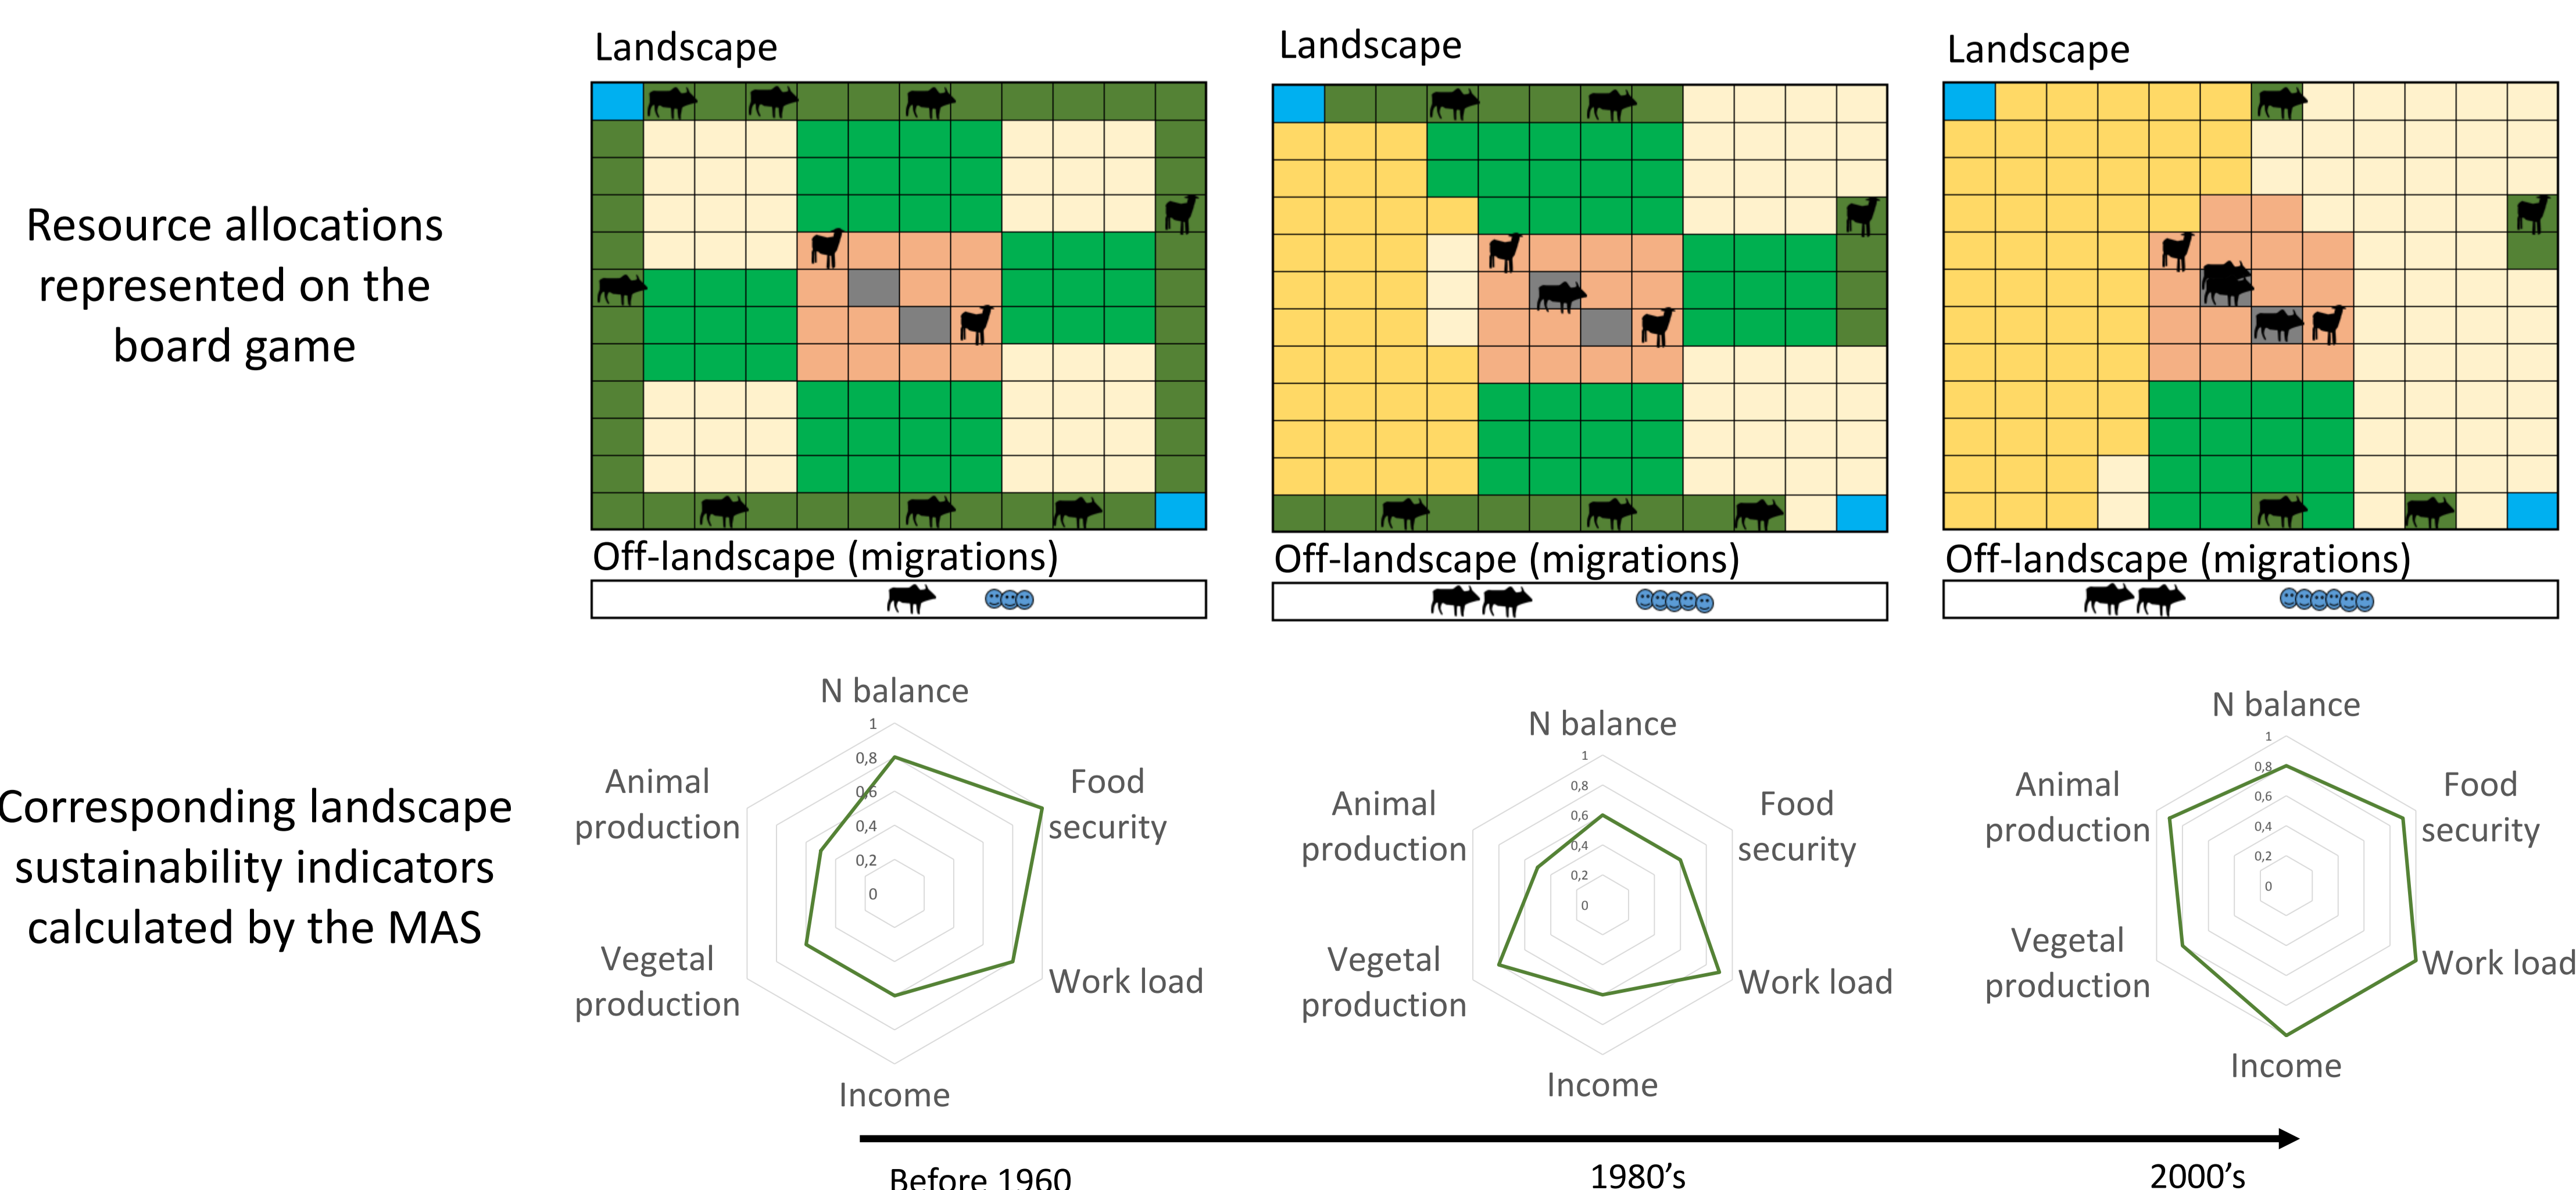 Landscape
Landscape
Landscape
Resource allocations
represented on the
board game
Off-landscape (migrations)
Off-landscape (migrations)
Off-landscape (migrations)
Corresponding landscape
sustainability indicators
calculated by the MAS
N balance
Food
security
Work load
Income
Vegetal
production
Animal
production
1
0,8
0,6
0,4
0,2
0
N balance
Food
security
Work load
Income
Vegetal
production
Animal
production
1
0,8
0,6
0,4
0,2
0
N balance
Food
security
Work load
Income
Vegetal
production
Animal
production
1
0,8
0,6
0,4
0,2
0
Before 1960
1980’s
2000’s